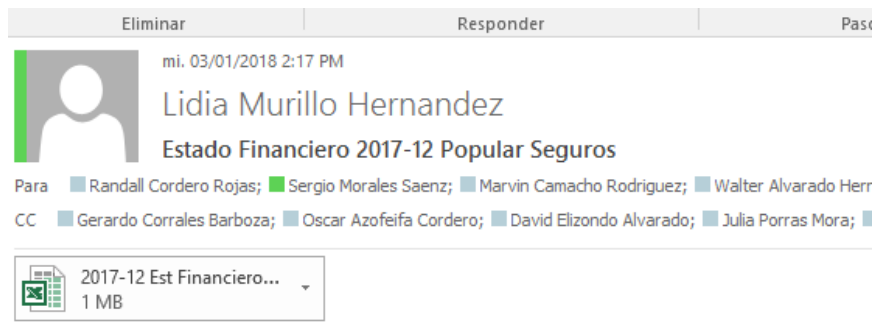 Eliminar Responder
mi. 03/01/2018 2:17 PM
Lidia Murillo Hernandez
Estado Financiero 2017-12 Popular Seguros
Para Randall Cordero Rojas; Sergio Morales Saenz; Marvin Camacho Rodriguez; Walter Alvarado
CC Gerardo Corrales Barboza; Oscar Azofeifa Cordero; David Elizondo Alvarado; Julia Porras Mora;
2017-12 Est Financiero...
1 MB